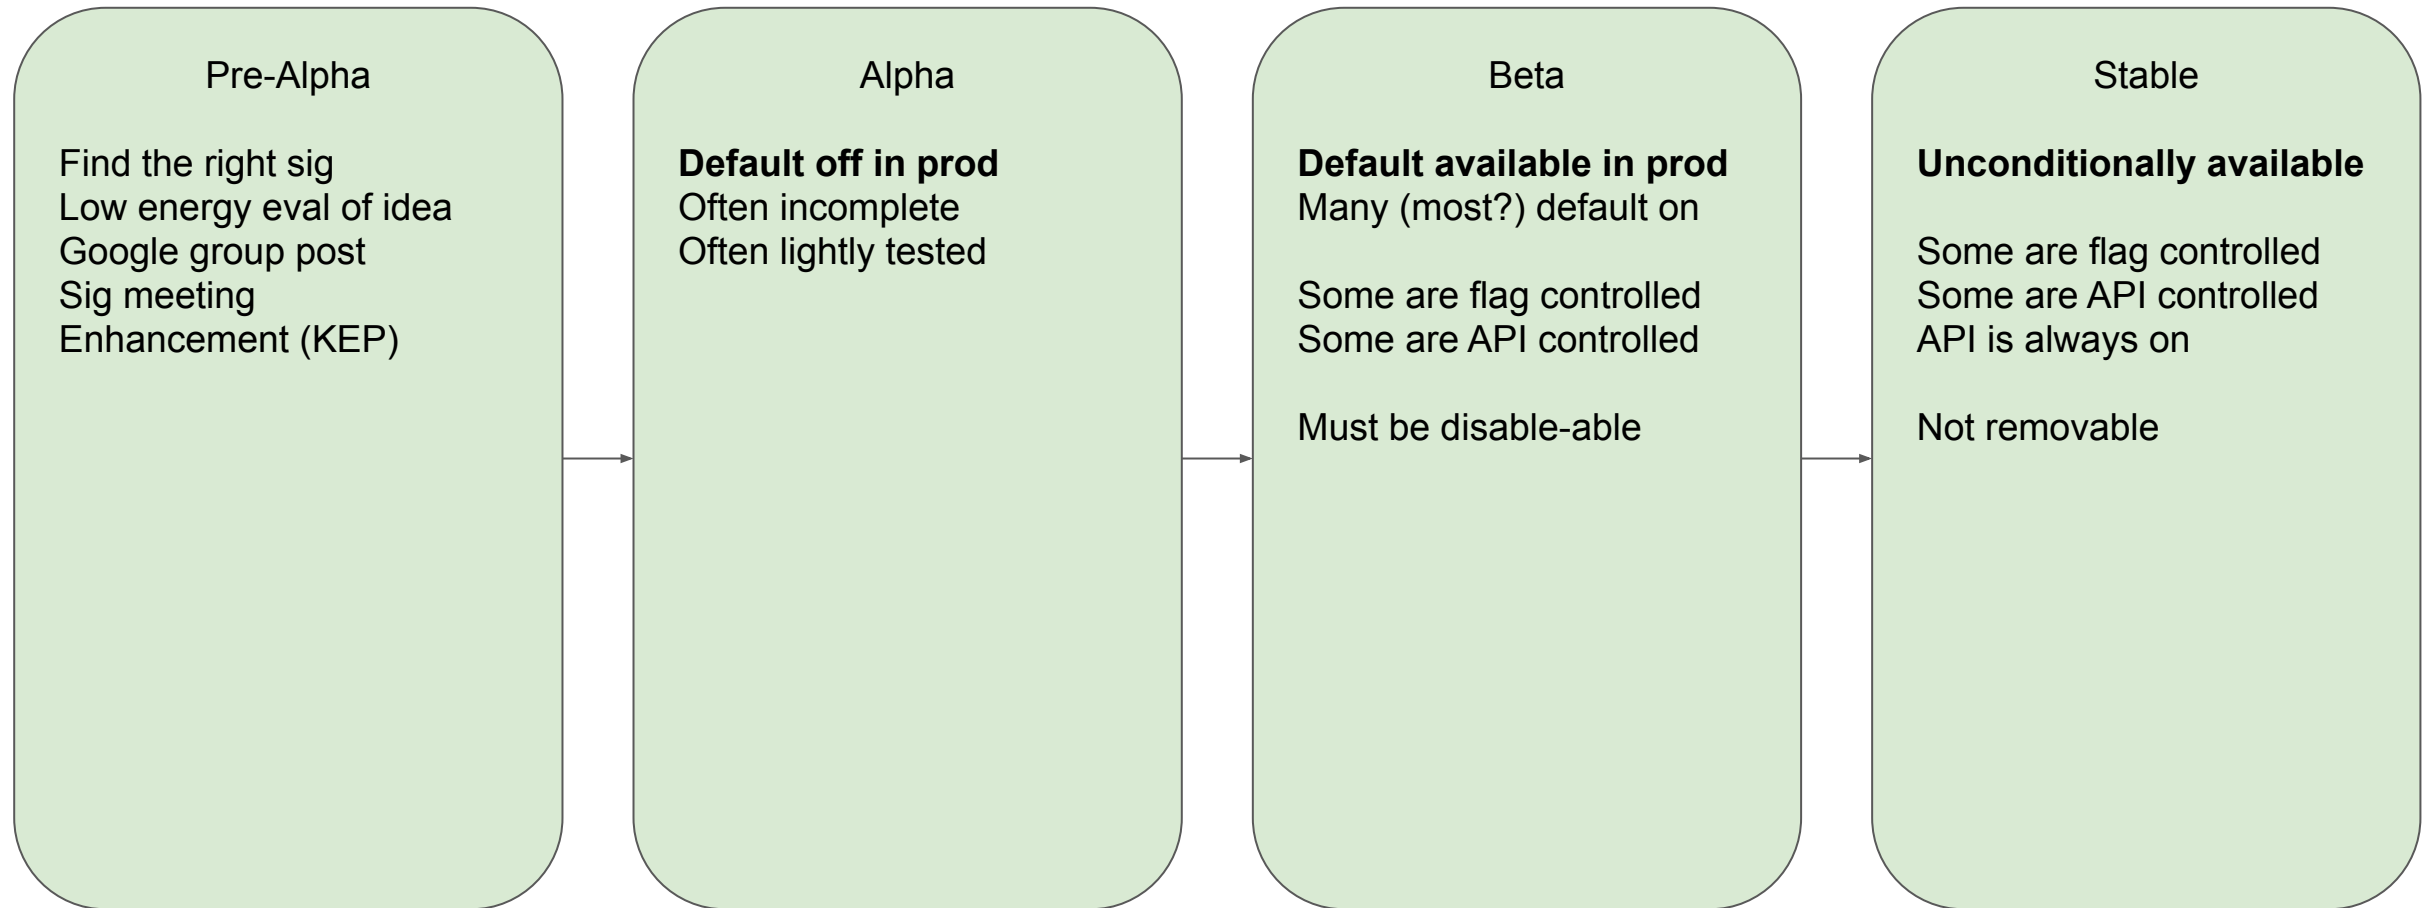 Pre-Alpha
Find the right sig
Low energy eval of idea
Google group post
Sig meeting
Enhancement (KEP)
Alpha
Default off in prod
Often incomplete
Often lightly tested
Beta
Default available in prod
Many (most?) default on
Some are flag controlled
Some are API controlled
Must be disable-able
Stable
Unconditionally available
Some are flag controlled
Some are API controlled
API is always on
Not removable